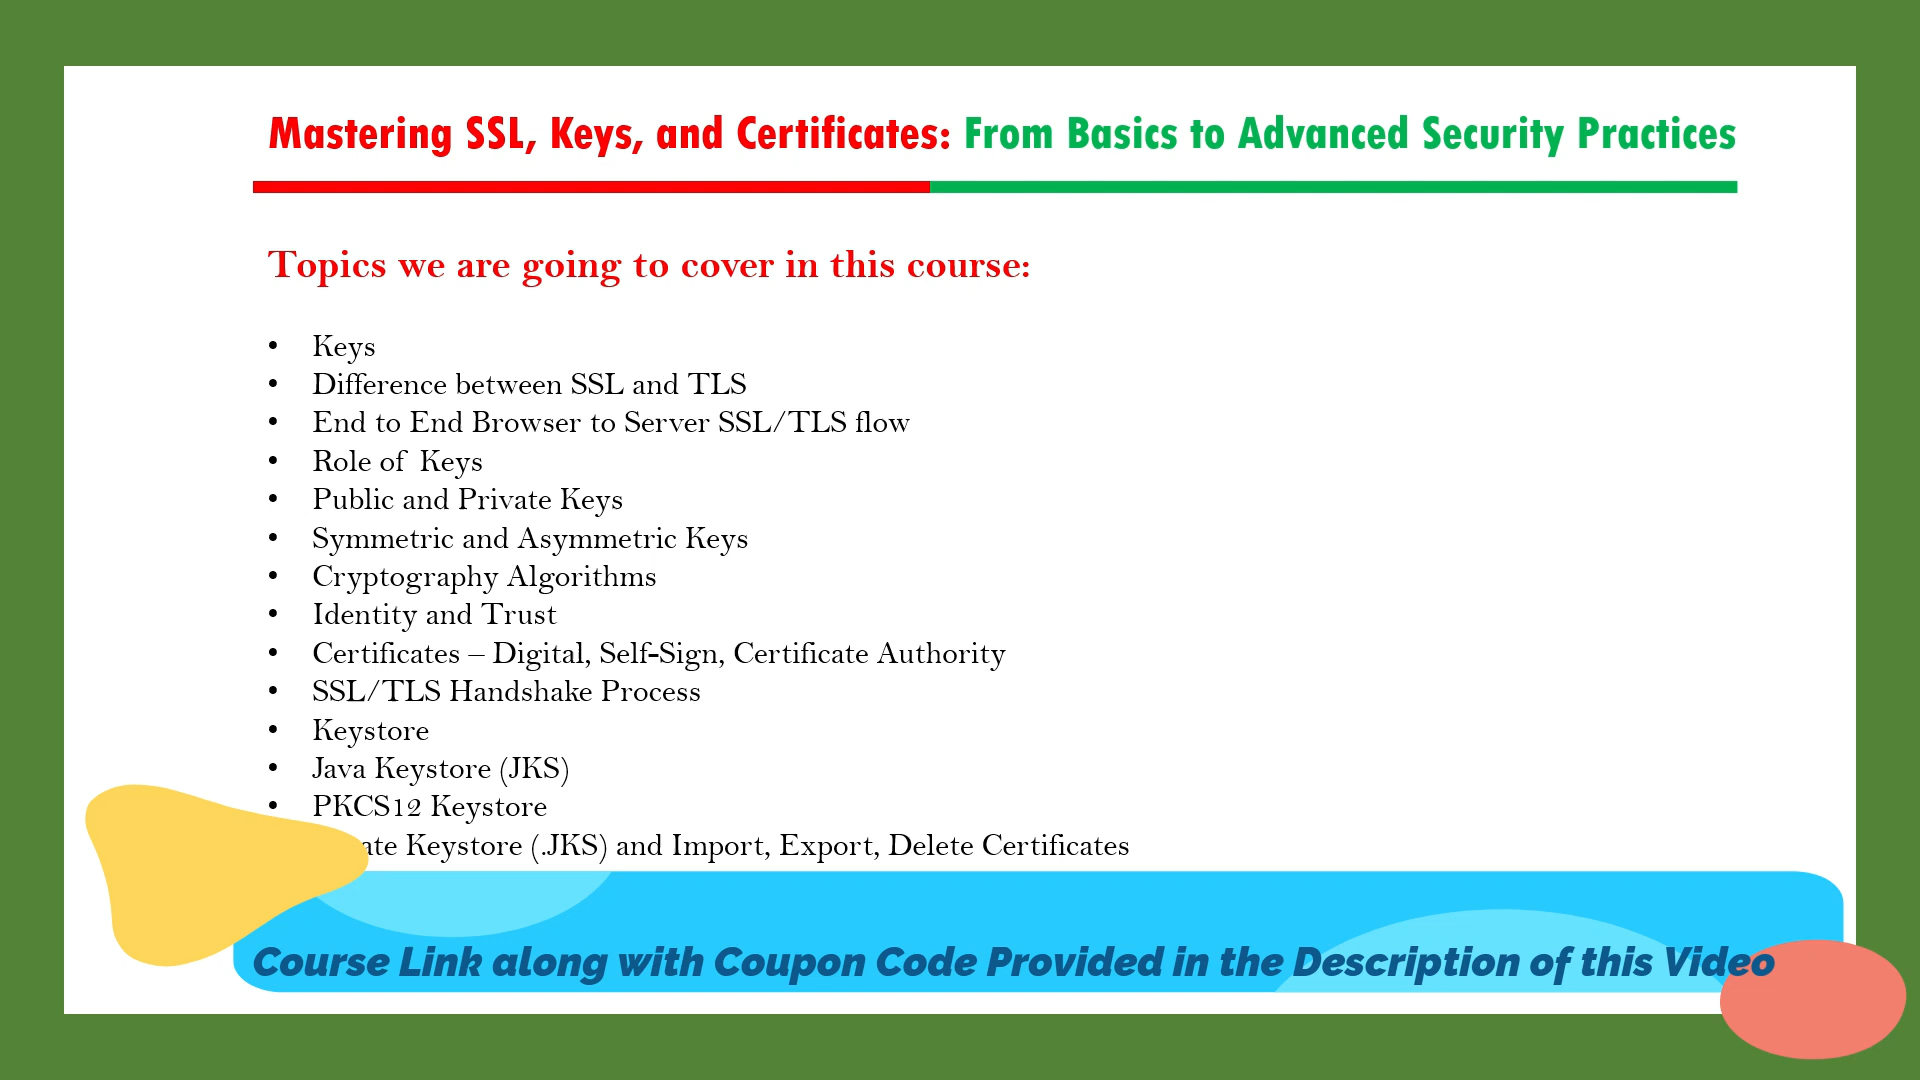 Mastering SSL, Keys, and Certificates: From Basics to Advanced Security Practices
Topics we are going to cover in this course:
• Keys
• Difference between SSL and TLS
• End to End Browser to Server SSL/TLS flow
• Role of Keys
• Public and Private Keys
• Symmetric and Asymmetric Keys
• Cryptography Algorithms
• Identity and Trust
• Certificates – Digital, Self-Sign, Certificate Authority
• SSL/TLS Handshake Process
• Keystore
• Java Keystore (JKS)
• PKCS12 Keystore
Keystore (.JKS) and Import, Export, Delete Certificates
Course Link along with Coupon Code Provided in the Description of this Video